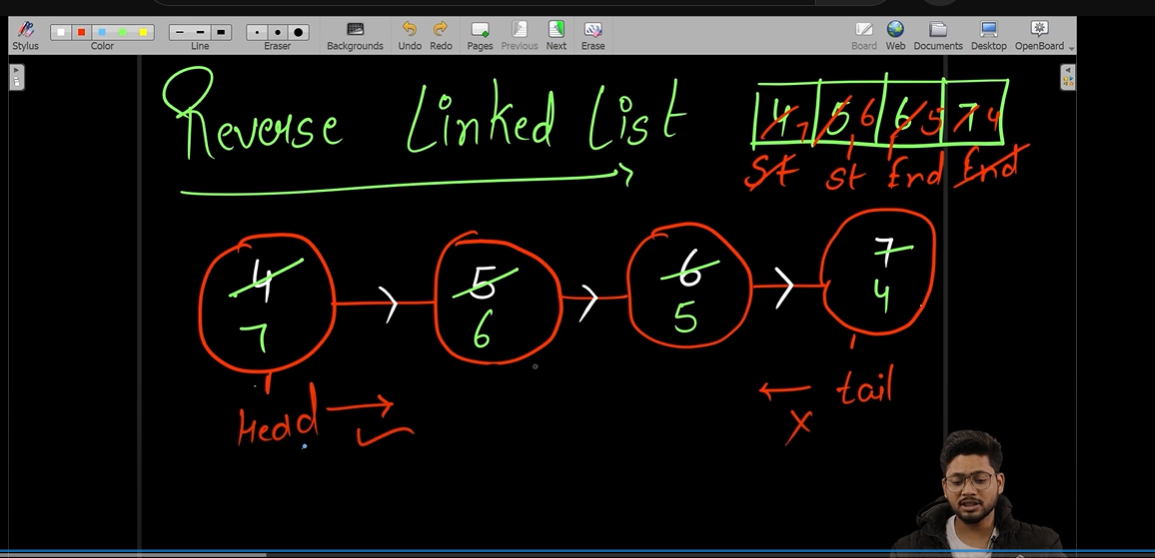 Stylus Color Line Eraser Backgrounds Undo Redo Pages Previous Next Erase Board Web Documents Desktop OpenBoard
Reverse Linked List
4 7 5 6 6 5 7 4
St St End End
4 5 6 7
7 6 5 4
Head tail
X